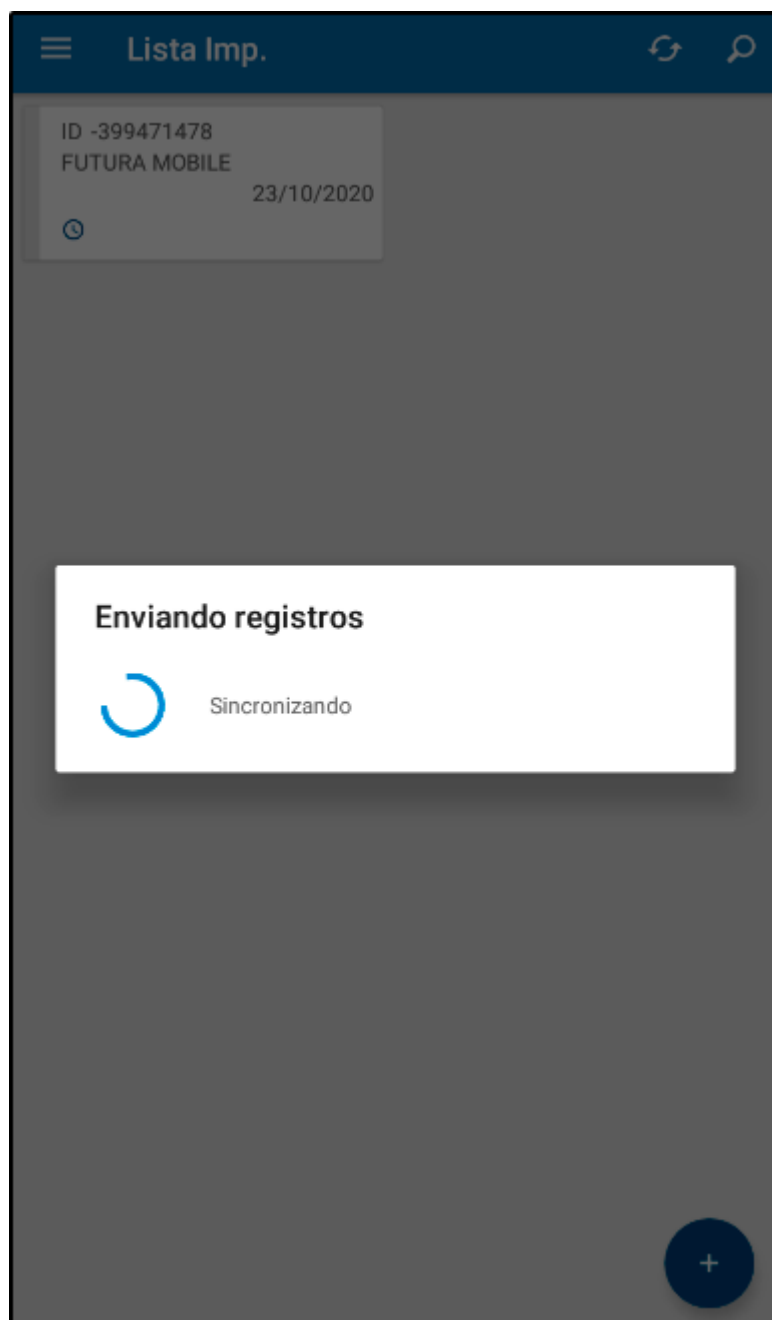 Lista Imp.
ID -399471478
FUTURA MOBILE
23/10/2020
Enviando registros
Sincronizando
+